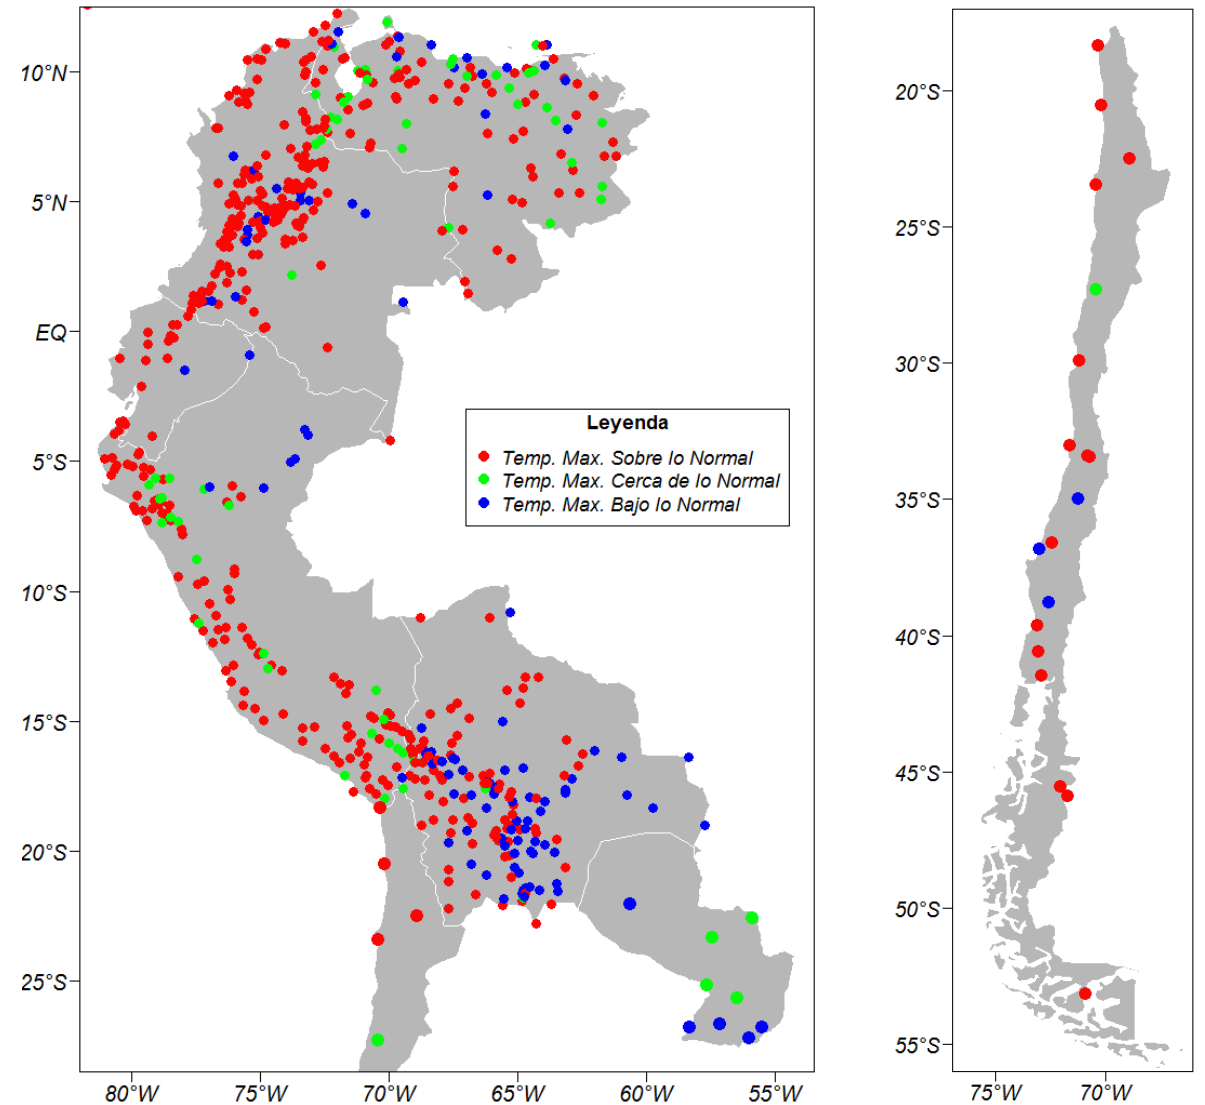 10°N
5°N
EQ
5°S
10°S
15°S
20°S
25°S
80°W 75°W 70°W 65°W 60°W 55°W
Leyenda
Temp. Max. Sobre lo Normal
Temp. Max. Cerca de lo Normal
Temp. Max. Bajo lo Normal
20°S
25°S
30°S
35°S
40°S
45°S
50°S
55°S
75°W 70°W